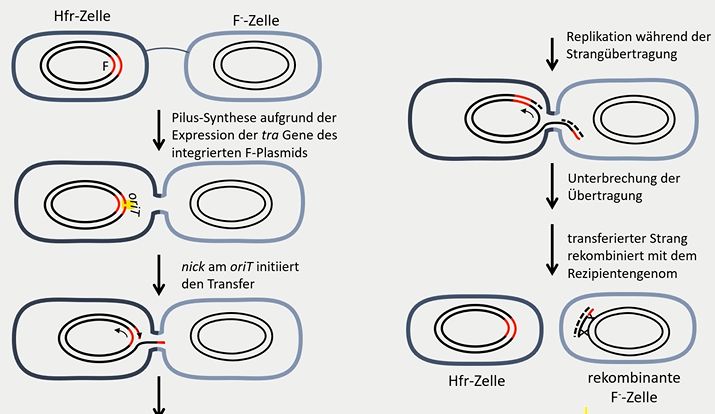 Hfr-Zelle
F⁻-Zelle
F
Pilus-Synthese aufgrund der
Expression der tra Gene des
integrierten F-Plasmids
oriT
nick am oriT initiiert
den Transfer
Replikation während der
Strangübertragung
Unterbrechung der
Übertragung
transferierter Strang
rekombiniert mit dem
Rezipientengenom
Hfr-Zelle
rekombinante
F⁻-Zelle